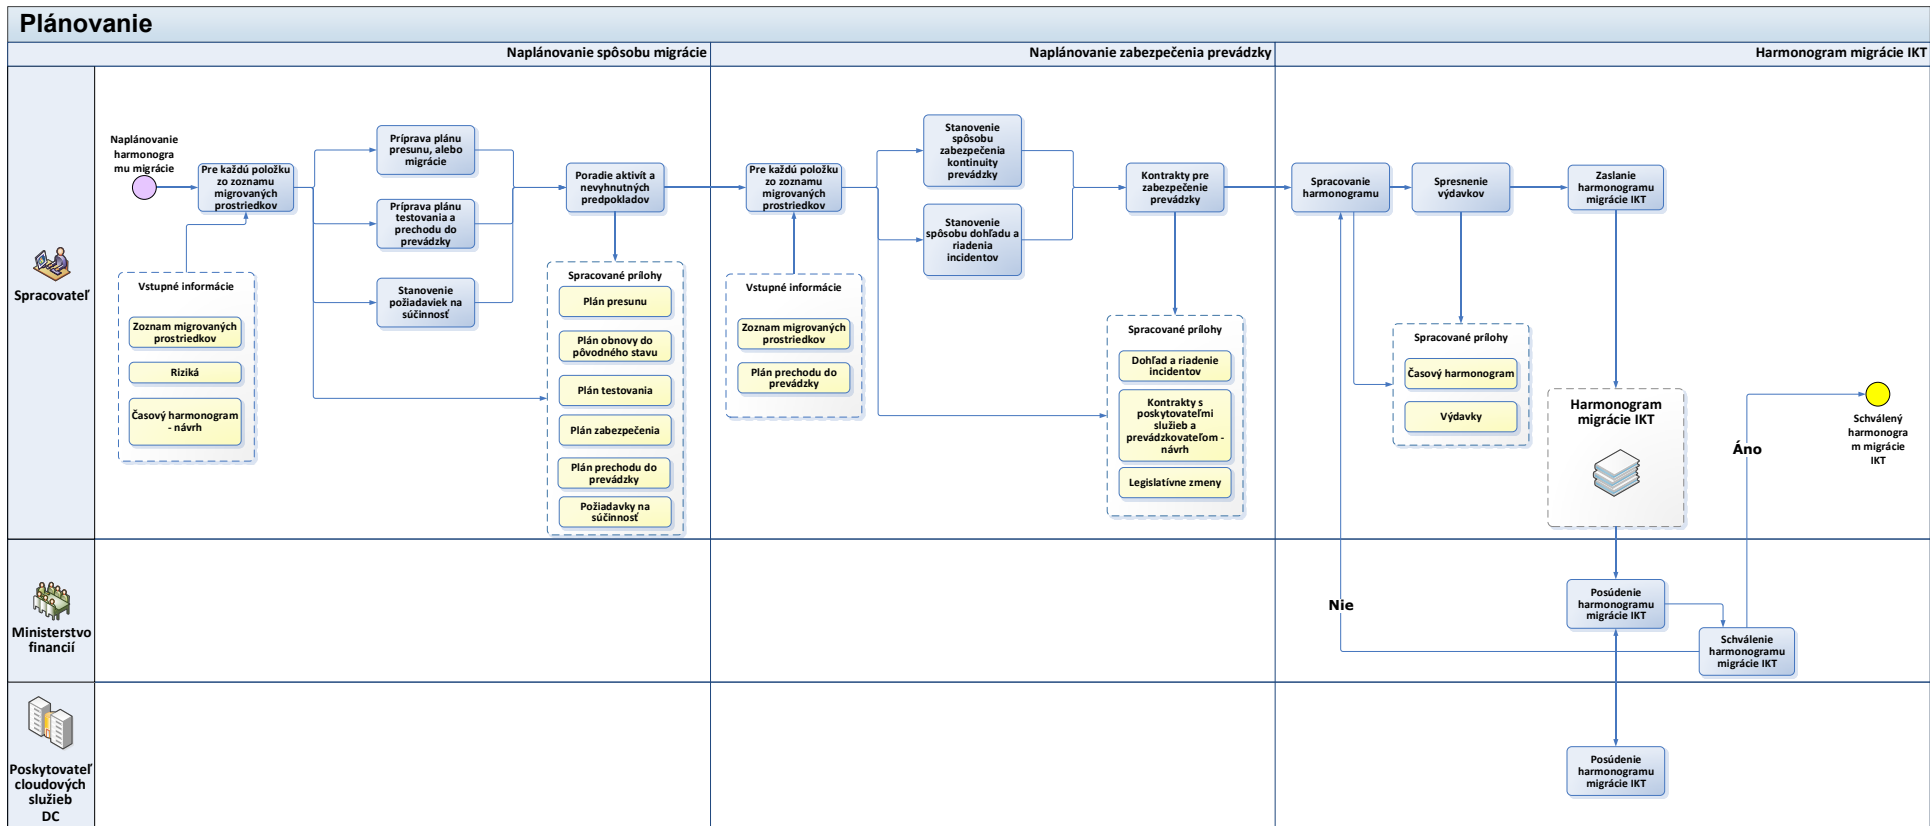 Plánovanie
Naplánovanie spôsobu migrácie
Naplánovanie zabezpečenia prevádzky
Harmonogram migrácie IKT
Spracovateľ
Naplánovanie
harmonogra
mu migrácie
Pre každú položku
zo zoznamu
migrovaných
prostriedkov
Príprava plánu
presunu, alebo
migrácie
Príprava plánu
testovania a
prechodu do
prevádzky
Stanovenie
požiadaviek na
súčinnosť
Poradie aktivít a
nevyhnutných
predpokladov
Vstupné informácie
Zoznam migrovaných
prostriedkov
Riziká
Časový harmonogram
- návrh
Spracované prílohy
Plán presunu
Plán obnovy do
pôvodného stavu
Plán testovania
Plán zabezpečenia
Plán prechodu do
prevádzky
Požiadavky na
súčinnosť
Pre každú položku
zo zoznamu
migrovaných
prostriedkov
Stanovenie
spôsobu
zabezpečenia
kontinuity
prevádzky
Stanovenie
spôsobu dohľadu a
riadenia
incidentov
Kontrakty pre
zabezpečenie
prevádzky
Vstupné informácie
Zoznam migrovaných
prostriedkov
Plán prechodu do
prevádzky
Spracované prílohy
Dohľad a riadenie
incidentov
Kontrakty s
poskytovateľmi
služieb a
prevádzkovateľom -
návrh
Legislatívne zmeny
Spracovanie
harmonogramu
Spresnenie
výdavkov
Zaslanie
harmonogramu
migrácie IKT
Spracované prílohy
Časový harmonogram
Výdavky
Harmonogram
migrácie IKT
Áno
Schválený
harmonogra
m migrácie
IKT
Ministerstvo
financií
Nie
Posúdenie
harmonogramu
migrácie IKT
Schválenie
harmonogramu
migrácie IKT
Poskytovateľ
cloudových
služieb
DC
Posúdenie
harmonogramu
migrácie IKT